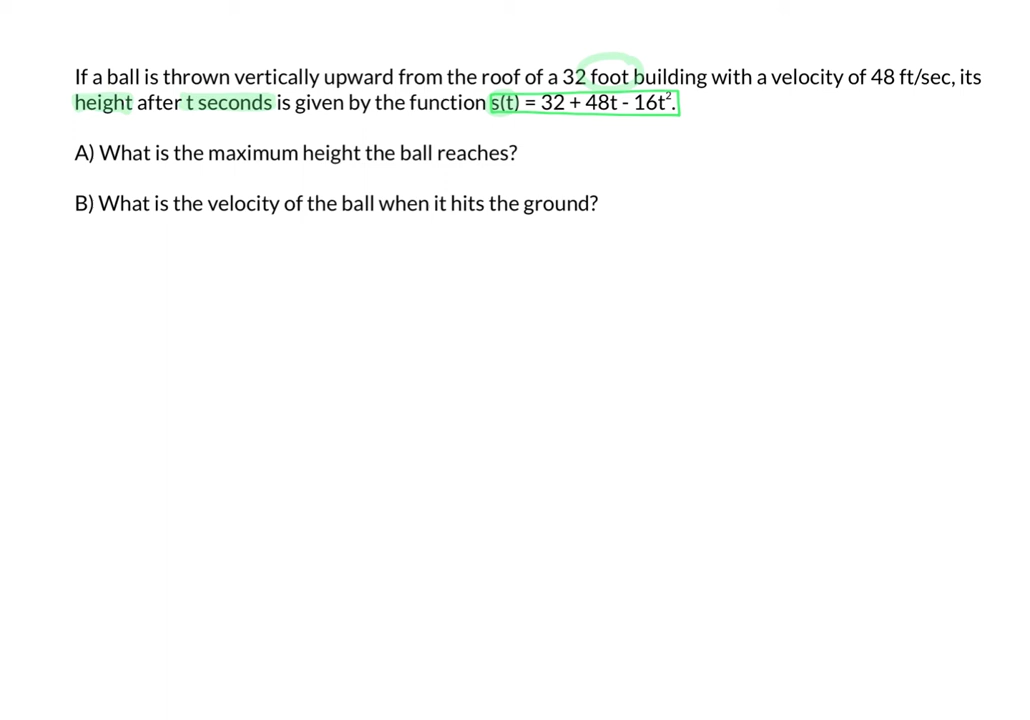 If a ball is thrown vertically upward from the roof of a 32 foot building with a velocity of 48 ft/sec, its
height after t seconds is given by the function s(t) = 32 + 48t - 16t².
A) What is the maximum height the ball reaches?
B) What is the velocity of the ball when it hits the ground?